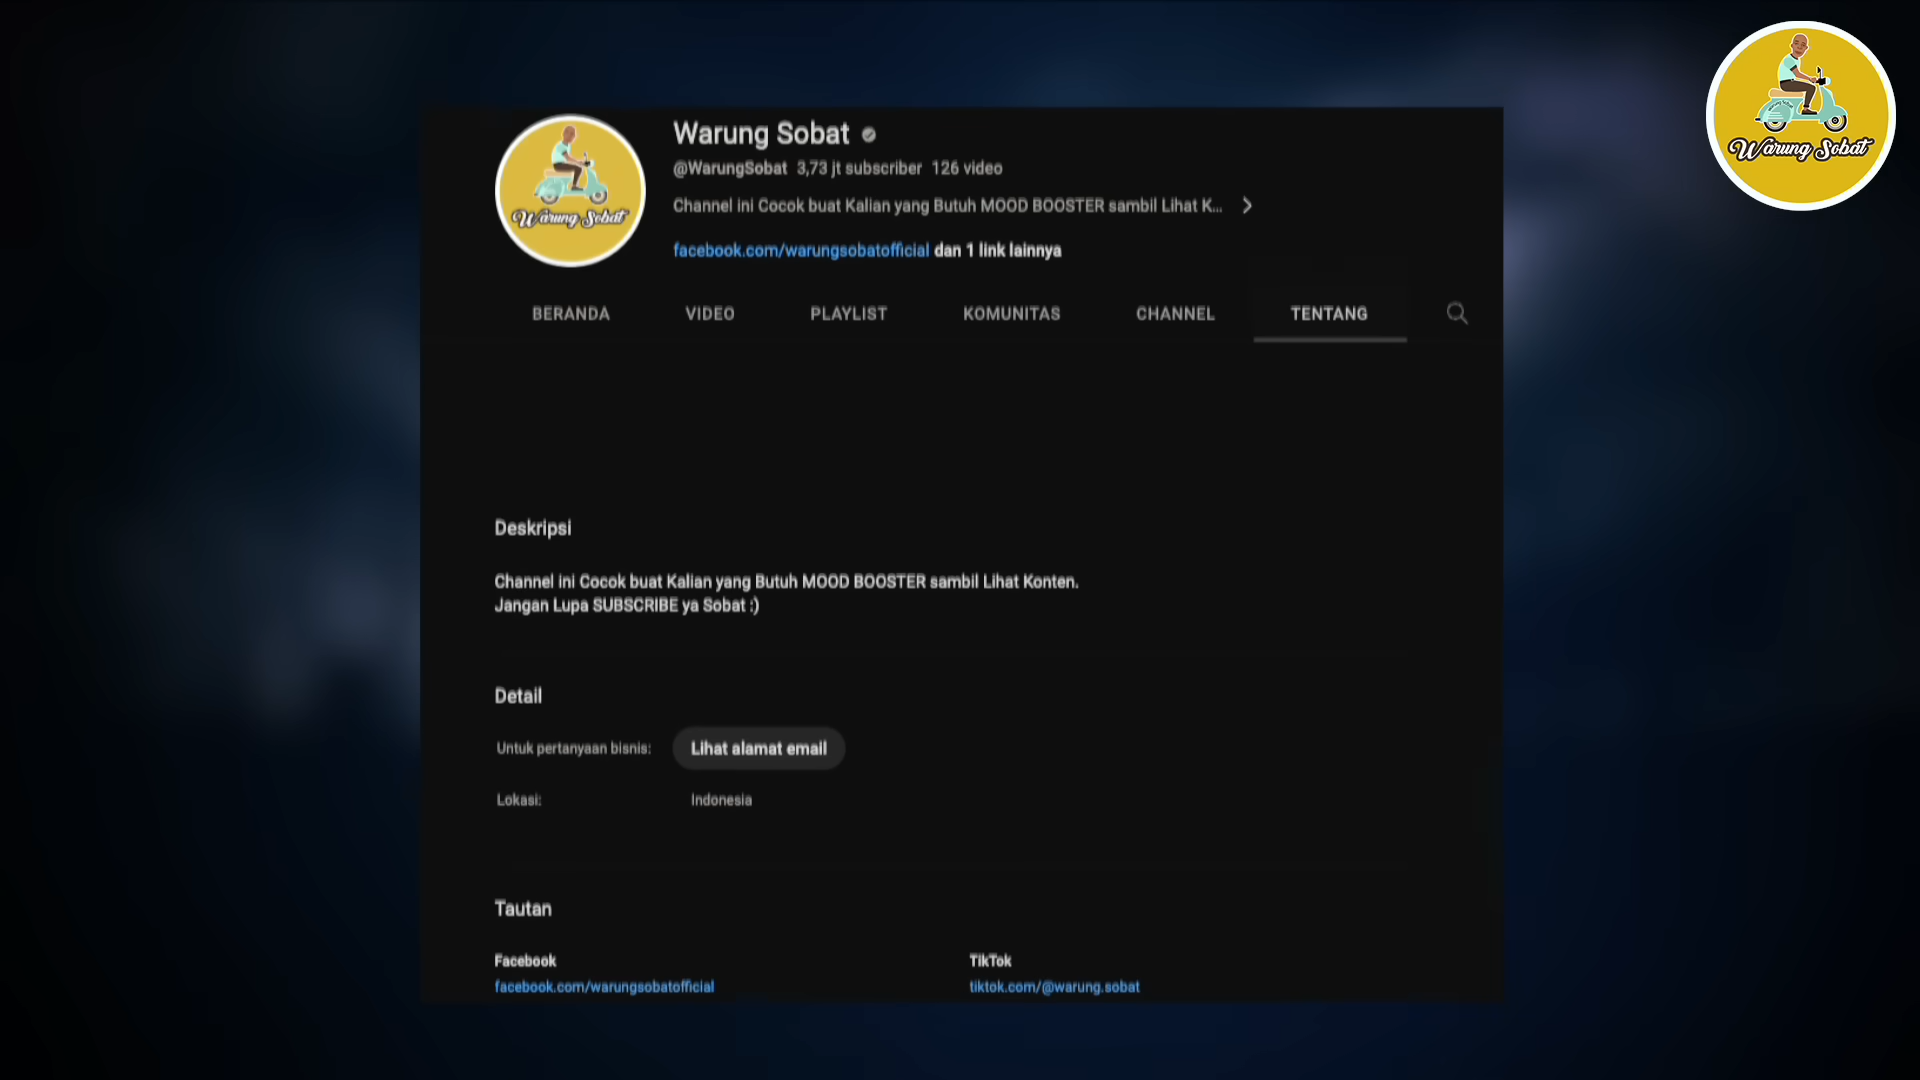 Warung Sobat
Warung Sobat
Warung Sobat
@WarungSobat 3,73 jt subscriber 126 video
Channel ini Cocok buat Kalian yang Butuh MOOD BOOSTER sambil Lihat K...
facebook.com/warungsobatofficial dan 1 link lainnya
BERANDA VIDEO PLAYLIST KOMUNITAS CHANNEL TENTANG
Deskripsi
Channel ini Cocok buat Kalian yang Butuh MOOD BOOSTER sambil Lihat Konten.
Jangan Lupa SUBSCRIBE ya Sobat :)
Detail
Untuk pertanyaan bisnis: Lihat alamat email
Lokasi: Indonesia
Tautan
Facebook
facebook.com/warungsobatofficial
TikTok
tiktok.com/@warung.sobat